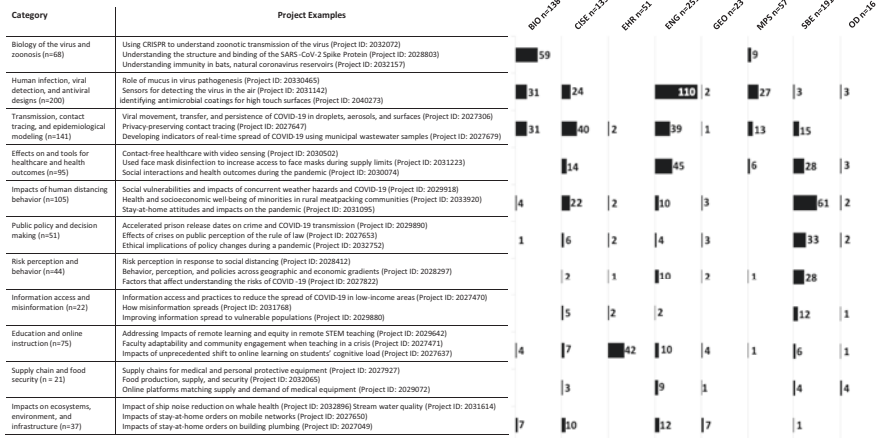 Category Project Examples BIO n=138 CISE n=13 EHR n=51 ENG n=25 GEO n=23 MPS n=57 SBE n=19 OD n=16
Biology of the virus and Using CRISPR to understand zoonotic transmission of the virus (Project ID: 2032072)
zoonosis (n=68) Understanding the structure and binding of the SARS-CoV-2 Spike Protein (Project ID: 2028803) 59 9
Understanding immunity in bats, natural coronavirus reservoirs (Project ID: 2032157)
Human infection, viral Role of mucus in virus pathogenesis (Project ID: 20330465)
detection, and antiviral Sensors for detecting the virus in the air (Project ID: 2031142) 31 24 110 2 27 3 3
designs (n=200) identifying antimicrobial coatings for high touch surfaces (Project ID: 2040273)
Transmission, contact Viral movement, transfer, and persistence of COVID-19 in droplets, aerosols, and surfaces (Project ID: 2027306)
tracing, and epidemiological Privacy-preserving contact tracing (Project ID: 2027647) 31 40 2 39 1 13 15
modeling (n=141) Developing indicators of real-time spread of COVID-19 using municipal wastewater samples (Project ID: 2027679)
Effects on and tools for Contact-free healthcare with video sensing (Project ID: 2030502)
healthcare and health Used face mask disinfection to increase access to face masks during supply limits (Project ID: 2031223) 14 45 6 28 3
outcomes (n=95) Social interactions and health outcomes during the pandemic (Project ID: 2030074)
Impacts of human distancing Social vulnerabilities and impacts of concurrent weather hazards and COVID-19 (Project ID: 2029918)
behavior (n=105) Health and socioeconomic well-being of minorities in rural meatpacking communities (Project ID: 2033920) 4 22 2 10 3 61 2
Stay-at-home attitudes and impacts on the pandemic (Project ID: 2031095)
Public policy and decision Accelerated prison release dates on crime and COVID-19 transmission (Project ID: 2029890)
making (n=51) Effects of crises on public perception of the rule of law (Project ID: 2027653) 1 6 2 4 3 33 2
Ethical implications of policy changes during a pandemic (Project ID: 2032752)
Risk perception and Risk perception in response to social distancing (Project ID: 2028412)
behavior (n=44) Behavior, perception, and policies across geographic and economic gradients (Project ID: 2028297) 2 1 10 2 1 28
Factors that affect understanding the risks of COVID -19 (Project ID: 2027822)
Information access and Information access and practices to reduce the spread of COVID-19 in low-income areas (Project ID: 2027470)
misinformation (n=22) How misinformation spreads (Project ID: 2031768) 5 2 2 12 1
Improving information spread to vulnerable populations (Project ID: 2029880)
Education and online Addressing Impacts of remote learning and equity in remote STEM teaching (Project ID: 2029642)
instruction (n=75) Faculty adaptability and community engagement when teaching in a crisis (Project ID: 2027471) 4 7 42 10 4 1 6 1
Impacts of unprecedented shift to online learning on students' cognitive load (Project ID: 2027637)
Supply chain and food Supply chains for medical and personal protective equipment (Project ID: 2027927)
security (n = 21) Food production, supply, and security (Project ID: 2032065) 3 9 1 4 4
Online platforms matching supply and demand of medical equipment (Project ID: 2029072)
Impacts on ecosystems, Impact of ship noise reduction on whale health (Project ID: 2032896) Stream water quality (Project ID: 2031614)
environment, and Impacts of stay-at-home orders on mobile networks (Project ID: 2027650)
infrastructure (n=37) Impacts of stay-at-home orders on building plumbing (Project ID: 2027049) 7 10 12 7 1